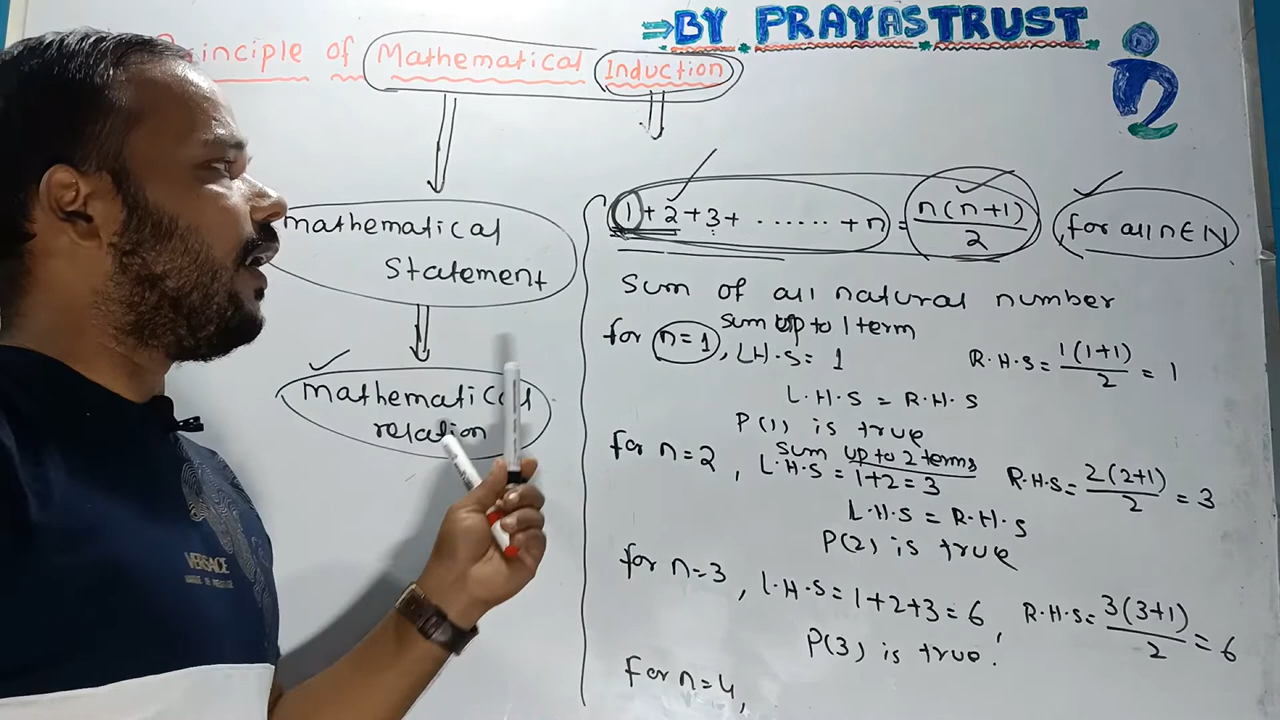 ⇒BY PRAYASTRUST
Principle of Mathematical Induction
mathematical
statement
mathematical
relation
1+2+3+ ...... +n = n(n+1)/2 for all n∈N
Sum of all natural number
for n=1, sum up to 1 term
L.H.S = 1 R.H.S = 1(1+1)/2 = 1
L.H.S = R.H.S
P(1) is true
for n=2, sum up to 2 terms
L.H.S = 1+2=3 R.H.S = 2(2+1)/2 = 3
L.H.S = R.H.S
P(2) is true
for n=3, L.H.S = 1+2+3=6, R.H.S = 3(3+1)/2 = 6
P(3) is true.
for n=4,
VERSACE